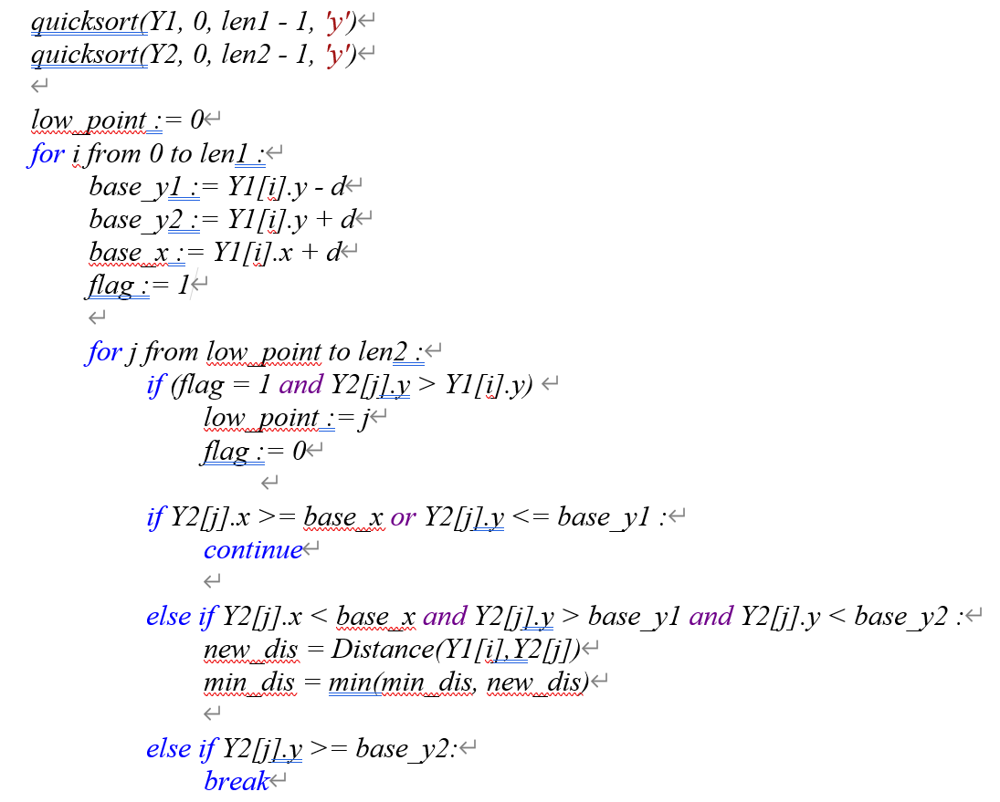 quicksort(Y1, 0, len1 - 1, 'y')
quicksort(Y2, 0, len2 - 1, 'y')
low_point := 0
for i from 0 to len1 :
base_y1 := Y1[i].y - d
base_y2 := Y1[i].y + d
base_x := Y1[i].x + d
flag := 1
for j from low_point to len2 :
if (flag = 1 and Y2[j].y > Y1[i].y)
low_point := j
flag := 0
if Y2[j].x >= base_x or Y2[j].y <= base_y1 :
continue
else if Y2[j].x < base_x and Y2[j].y > base_y1 and Y2[j].y < base_y2 :
new_dis = Distance(Y1[i],Y2[j])
min_dis = min(min_dis, new_dis)
else if Y2[j].y >= base_y2:
break